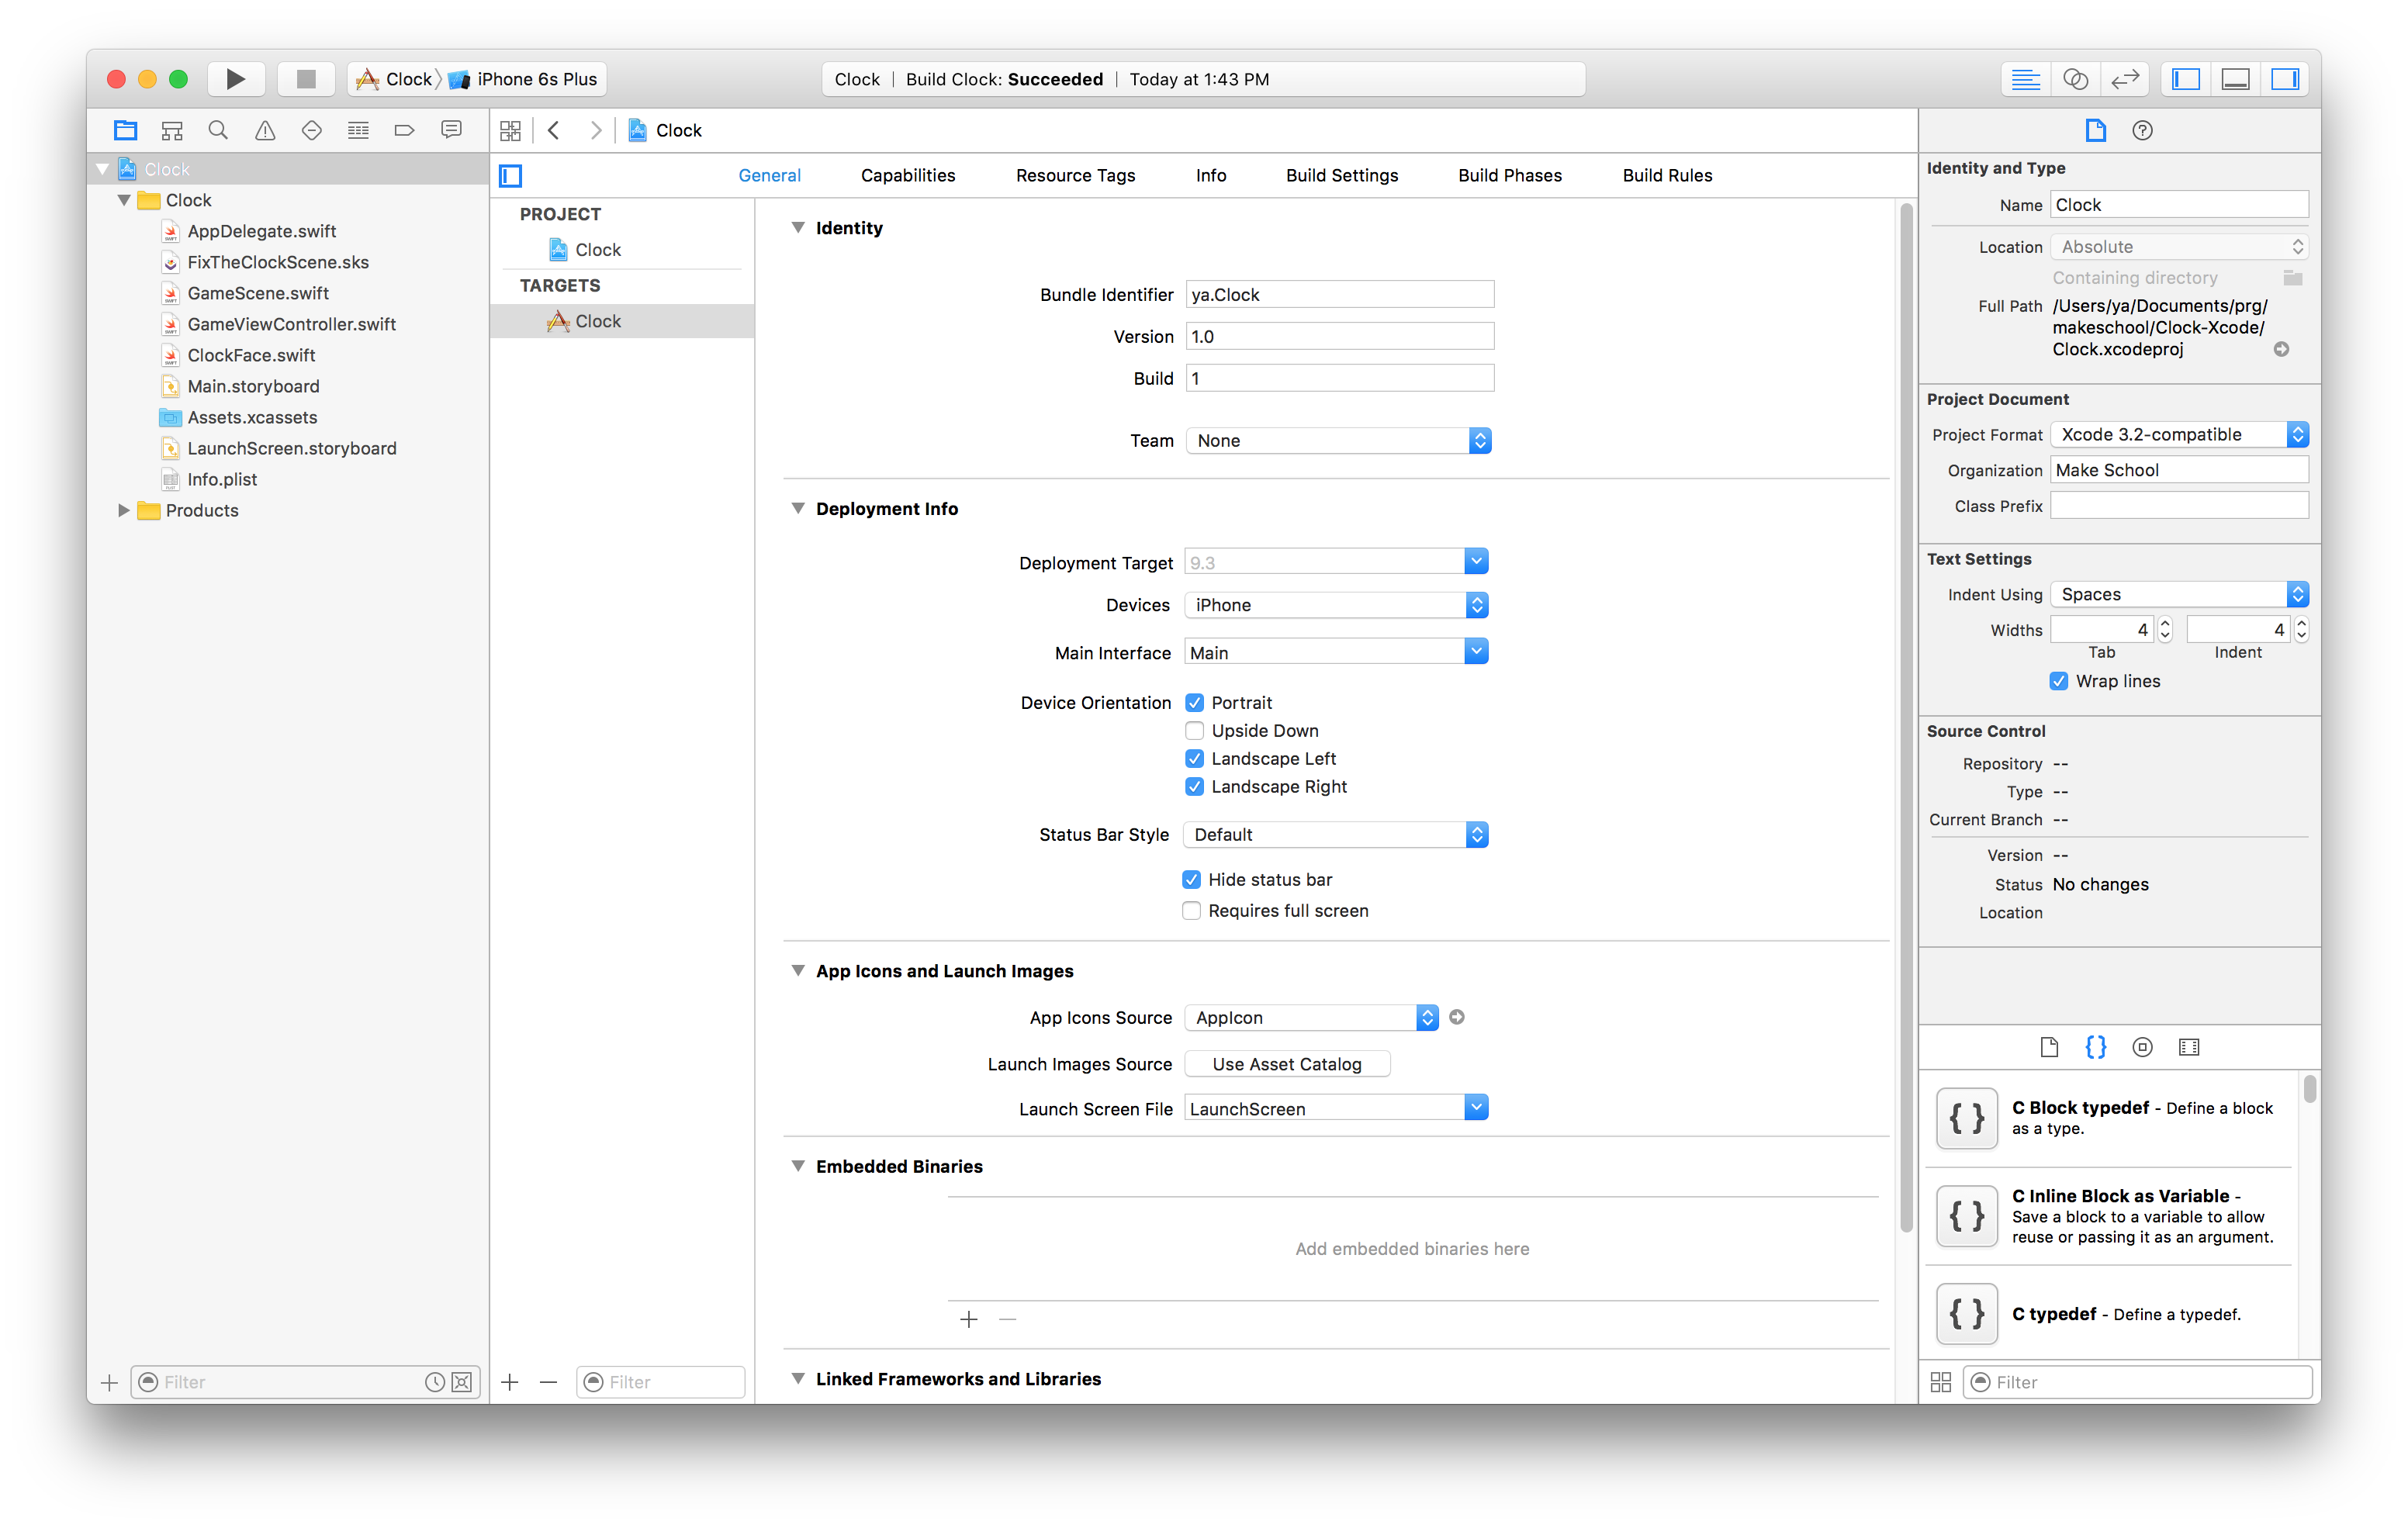 Clock
iPhone 6s Plus
Clock | Build Clock: Succeeded | Today at 1:43 PM
Clock
Clock
AppDelegate.swift
FixTheClockScene.sks
GameScene.swift
GameViewController.swift
ClockFace.swift
Main.storyboard
Assets.xcassets
LaunchScreen.storyboard
Info.plist
Products
Filter
Clock
General Capabilities Resource Tags Info Build Settings Build Phases Build Rules
PROJECT
Clock
TARGETS
Clock
Filter
Identity
Bundle Identifier ya.Clock
Version 1.0
Build 1
Team None
Deployment Info
Deployment Target 9.3
Devices iPhone
Main Interface Main
Device Orientation Portrait
Upside Down
Landscape Left
Landscape Right
Status Bar Style Default
Hide status bar
Requires full screen
App Icons and Launch Images
App Icons Source AppIcon
Launch Images Source Use Asset Catalog
Launch Screen File LaunchScreen
Embedded Binaries
Add embedded binaries here
Linked Frameworks and Libraries
Identity and Type
Name Clock
Location Absolute
Containing directory
Full Path /Users/ya/Documents/prg/
makeschool/Clock-Xcode/
Clock.xcodeproj
Project Document
Project Format Xcode 3.2-compatible
Organization Make School
Class Prefix
Text Settings
Indent Using Spaces
Widths 4 4
Tab Indent
Wrap lines
Source Control
Repository --
Type --
Current Branch --
Version --
Status No changes
Location
{ } C Block typedef - Define a block
as a type.
{ } C Inline Block as Variable -
Save a block to a variable to allow
reuse or passing it as an argument.
{ } C typedef - Define a typedef.
Filter